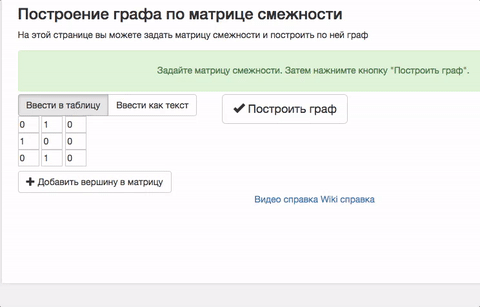 Построение графа по матрице смежности
На этой странице вы можете задать матрицу смежности и построить по ней граф
Задайте матрицу смежности. Затем нажнимте кнопку "Построить граф".
Ввести в таблицу Ввести как текст Построить граф
0 1 0
1 0 0
0 1 0
Добавить вершину в матрицу
Видео справка Wiki справка